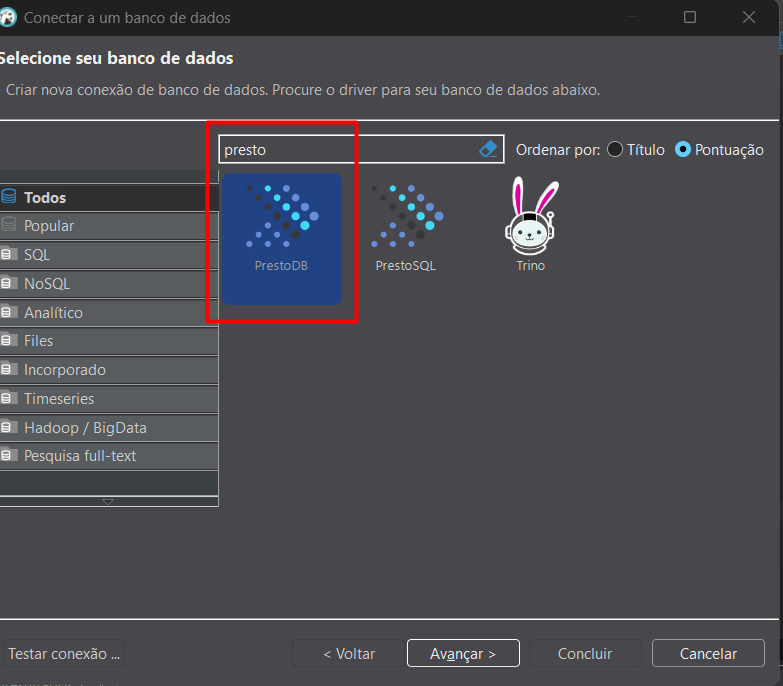 Conectar a um banco de dados
Selecione seu banco de dados
Criar nova conexão de banco de dados. Procure o driver para seu banco de dados abaixo.
presto
Ordenar por: Título Pontuação
Todos
Popular
SQL
NoSQL
Analítico
Files
Incorporado
Timeseries
Hadoop / BigData
Pesquisa full-text
PrestoDB PrestoSQL Trino
Testar conexão ... < Voltar Avançar > Concluir Cancelar